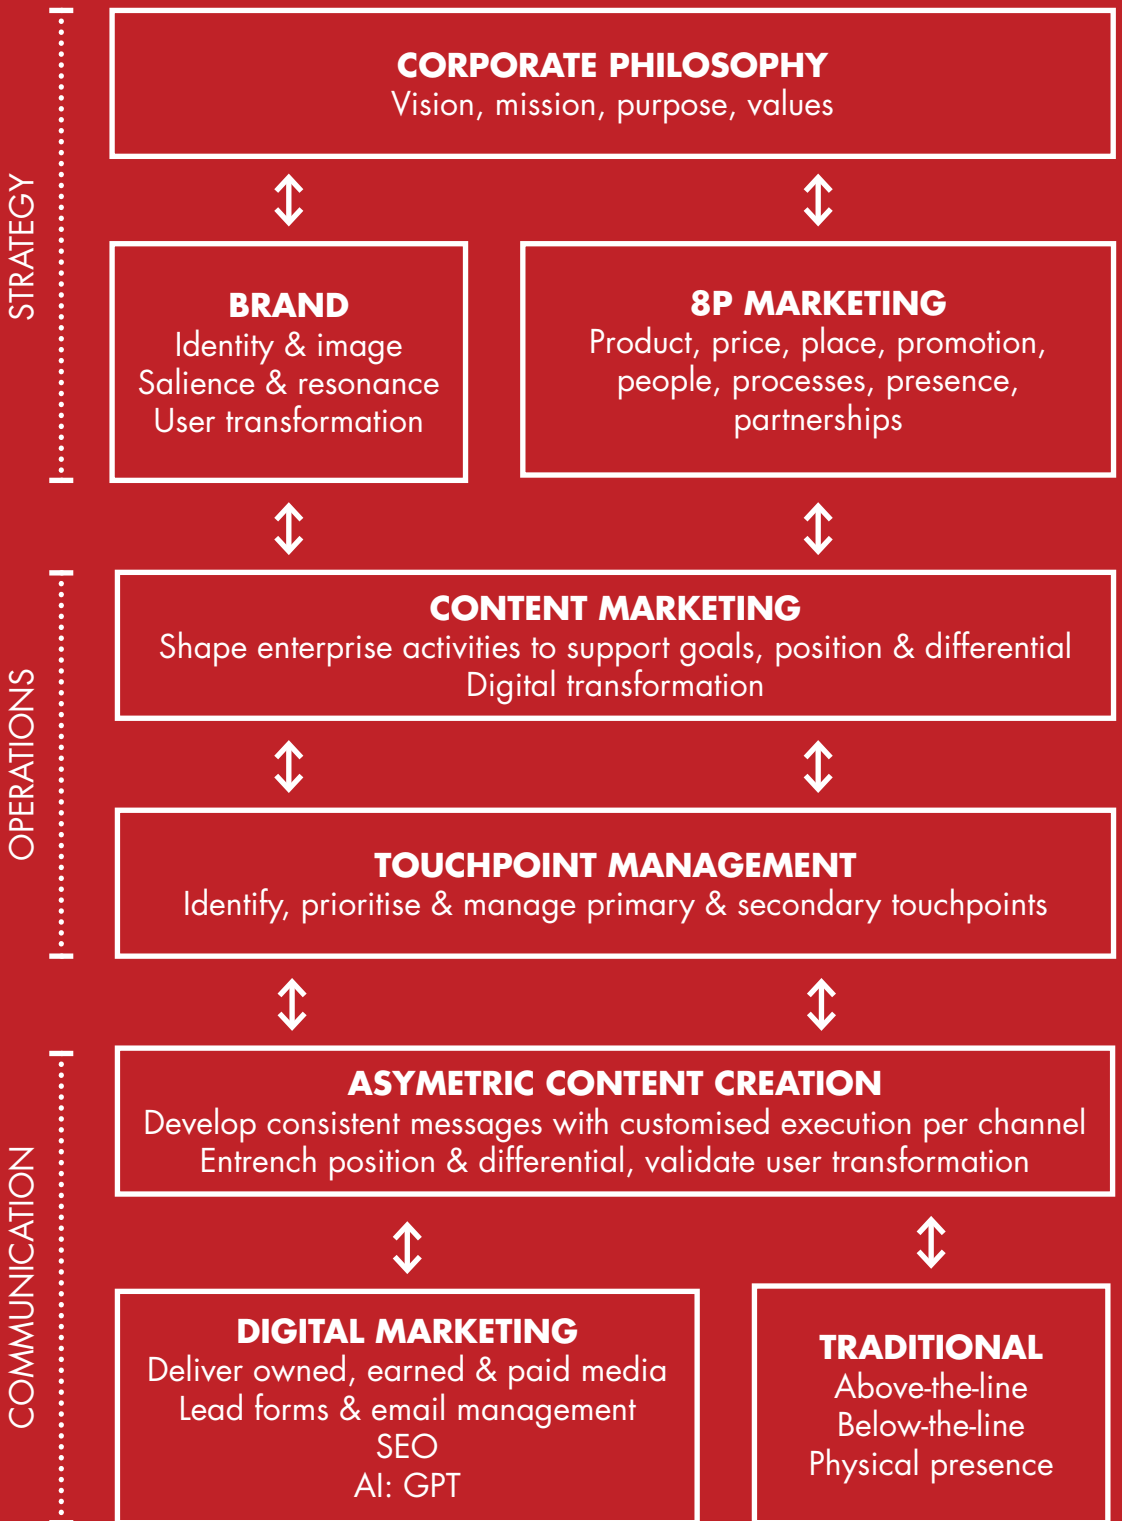 STRATEGY
CORPORATE PHILOSOPHY
Vision, mission, purpose, values
BRAND
Identity & image
Salience & resonance
User transformation
8P MARKETING
Product, price, place, promotion,
people, processes, presence,
partnerships
OPERATIONS
CONTENT MARKETING
Shape enterprise activities to support goals, position & differential
Digital transformation
TOUCHPOINT MANAGEMENT
Identify, prioritise & manage primary & secondary touchpoints
COMMUNICATION
ASYMETRIC CONTENT CREATION
Develop consistent messages with customised execution per channel
Entrench position & differential, validate user transformation
DIGITAL MARKETING
Deliver owned, earned & paid media
Lead forms & email management
SEO
AI: GPT
TRADITIONAL
Above-the-line
Below-the-line
Physical presence